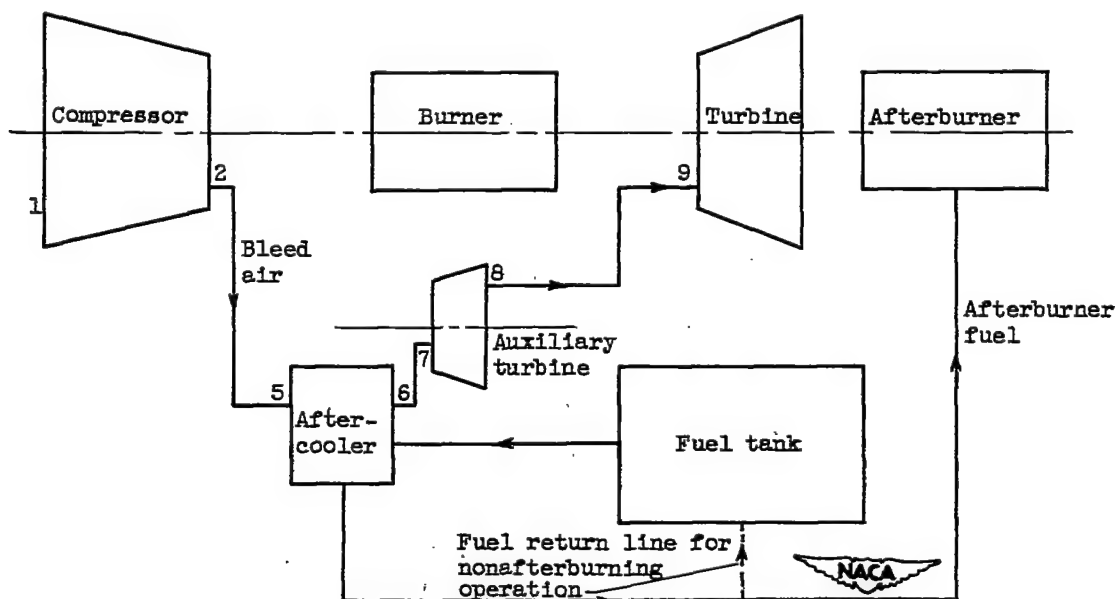 Compressor
Burner
Turbine
Afterburner
1
2
9
Bleed
air
8
Auxiliary
turbine
7
Afterburner
fuel
5
6
After-
cooler
Fuel tank
Fuel return line for
nonafterburning
operation
NACA